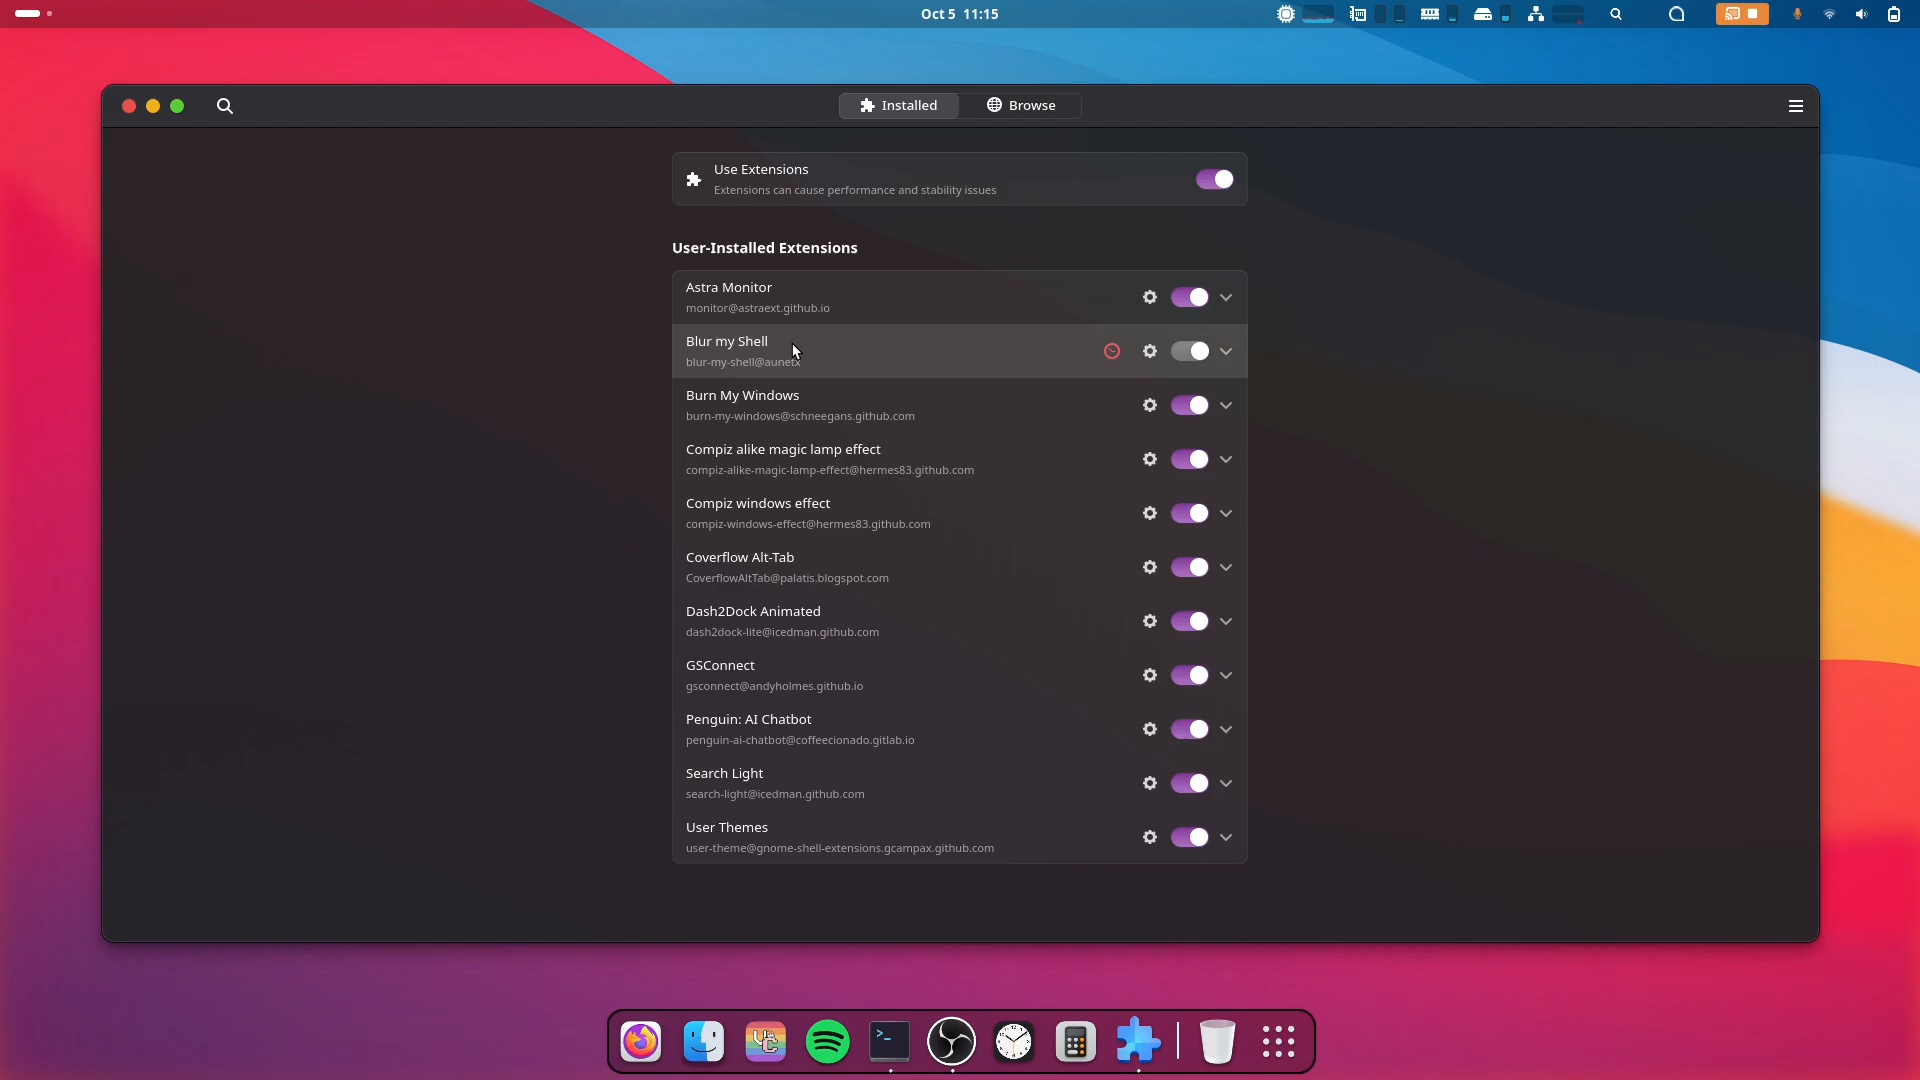 Oct 5 11:15
Installed
Browse
Use Extensions
Extensions can cause performance and stability issues
User-Installed Extensions
Astra Monitor
monitor@astraext.github.io
Blur my Shell
blur-my-shell@aunetx
Burn My Windows
burn-my-windows@schneegans.github.com
Compiz alike magic lamp effect
compiz-alike-magic-lamp-effect@hermes83.github.com
Compiz windows effect
compiz-windows-effect@hermes83.github.com
Coverflow Alt-Tab
CoverflowAltTab@palatis.blogspot.com
Dash2Dock Animated
dash2dock-lite@icedman.github.com
GSConnect
gsconnect@andyholmes.github.io
Penguin: AI Chatbot
penguin-ai-chatbot@coffeecionado.gitlab.io
Search Light
search-light@icedman.github.com
User Themes
user-theme@gnome-shell-extensions.gcampax.github.com